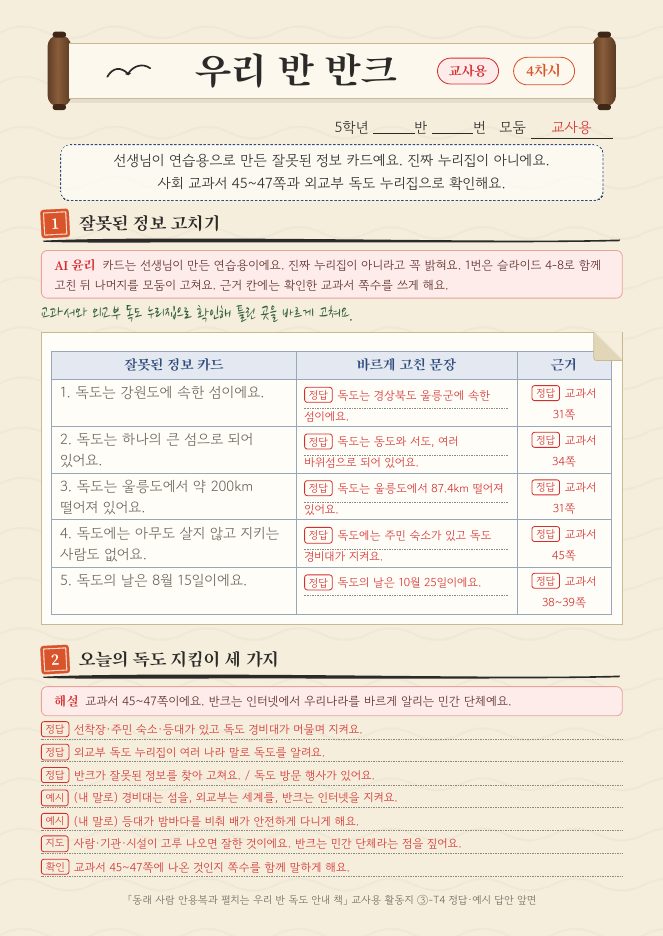 우리 반 반크
교사용
4차시
5학년 ______반 ______번 모둠 교사용
선생님이 연습용으로 만든 잘못된 정보 카드예요. 진짜 누리집이 아니에요.
사회 교과서 45~47쪽과 외교부 독도 누리집으로 확인해요.
1 잘못된 정보 고치기
AI 윤리 카드는 선생님이 만든 연습용이에요. 진짜 누리집이 아니라고 꼭 밝혀요. 1번은 슬라이드 4–8로 함께
고친 뒤 나머지를 모둠이 고쳐요. 근거 칸에는 확인한 교과서 쪽수를 쓰게 해요.
교과서와 외교부 독도 누리집으로 확인해 틀린 곳을 바르게 고쳐요.
잘못된 정보 카드
바르게 고친 문장
근거
1. 독도는 강원도에 속한 섬이에요.
정답 독도는 경상북도 울릉군에 속한
섬이에요.
정답 교과서
31쪽
2. 독도는 하나의 큰 섬으로 되어
있어요.
정답 독도는 동도와 서도, 여러
바위섬으로 되어 있어요.
정답 교과서
34쪽
3. 독도는 울릉도에서 약 200km
떨어져 있어요.
정답 독도는 울릉도에서 87.4km 떨어져
있어요.
정답 교과서
31쪽
4. 독도에는 아무도 살지 않고 지키는
사람도 없어요.
정답 독도에는 주민 숙소가 있고 독도
경비대가 지켜요.
정답 교과서
45쪽
5. 독도의 날은 8월 15일이에요.
정답 독도의 날은 10월 25일이에요.
정답 교과서
38~39쪽
2 오늘의 독도 지킴이 세 가지
해설 교과서 45~47쪽이에요. 반크는 인터넷에서 우리나라를 바르게 알리는 민간 단체예요.
정답 선착장·주민 숙소·등대가 있고 독도 경비대가 머물며 지켜요.
정답 외교부 독도 누리집이 여러 나라 말로 독도를 알려요.
정답 반크가 잘못된 정보를 찾아 고쳐요. / 독도 방문 행사가 있어요.
예시 (내 말로) 경비대는 섬을, 외교부는 세계를, 반크는 인터넷을 지켜요.
예시 (내 말로) 등대가 밤바다를 비춰 배가 안전하게 다니게 해요.
지도 사람·기관·시설이 고루 나오면 잘한 것이에요. 반크는 민간 단체라는 점을 짚어요.
확인 교과서 45~47쪽에 나온 것인지 쪽수를 함께 말하게 해요.
「동래 사람 안용복과 펼치는 우리 반 독도 안내 책」 교사용 활동지 ③-T4 정답·예시 답안 앞면